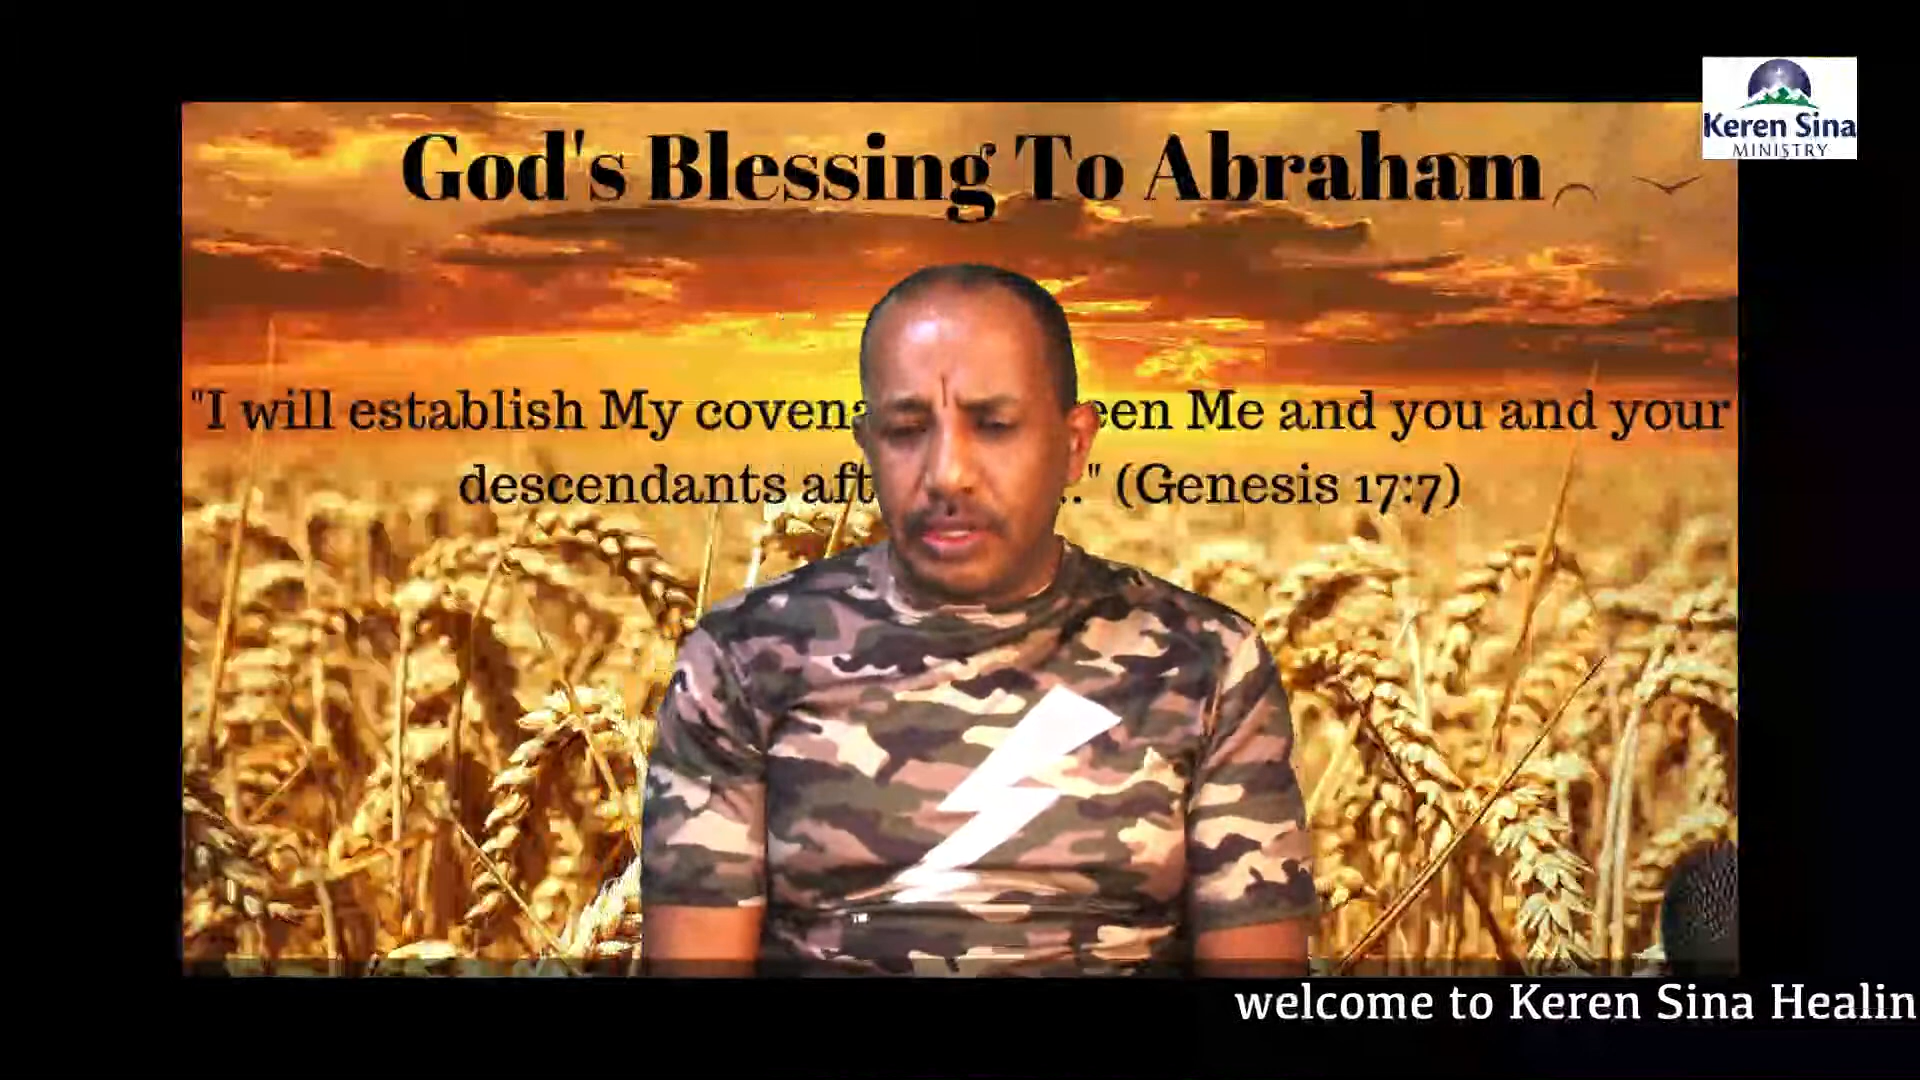 Keren Sina
MINISTRY
God's Blessing To Abraham
"I will establish My covena een Me and you and your
descendants aft .." (Genesis 17:7)
TM
welcome to Keren Sina Healin